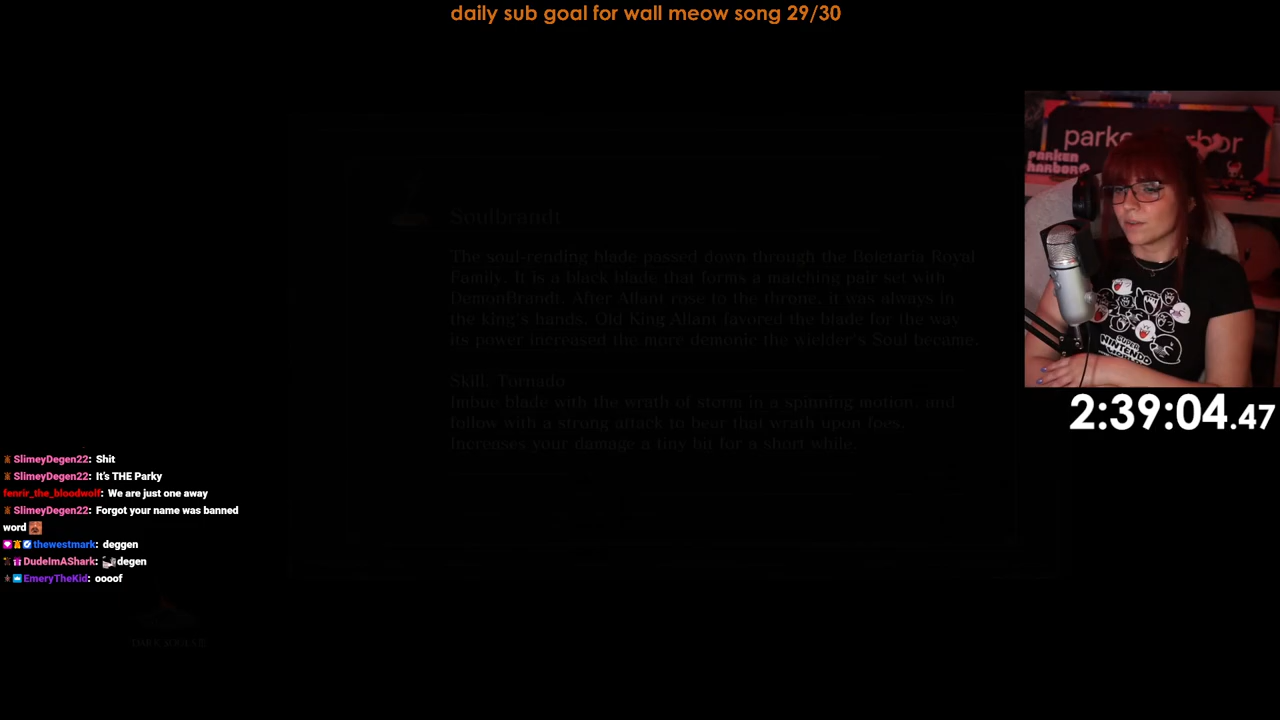 daily sub goal for wall meow song 29/30
Soulbrandt
The soul-rending blade passed down through the Boletaria Royal
Family. It is a black blade that forms a matching pair set with
DemonBrandt. After Allant rose to the throne, it was always in
the king's hands. Old King Allant favored the blade for the way
its power increased the more demonic the wielder's Soul became.
Skill: Tornado
Imbue blade with the wrath of storm in a spinning motion, and
follow with a strong attack to bear that wrath upon foes.
Increases your damage a tiny bit for a short while.
PARKEN
HARBOR
SUPER
NINTENDO
2:39:04.47
SlimeyDegen22: Shit
SlimeyDegen22: It's THE Parky
fenrir_the_bloodwolf: We are just one away
SlimeyDegen22: Forgot your name was banned
word
thewestmark: deggen
DudeImAShark: degen
EmeryTheKid: oooof